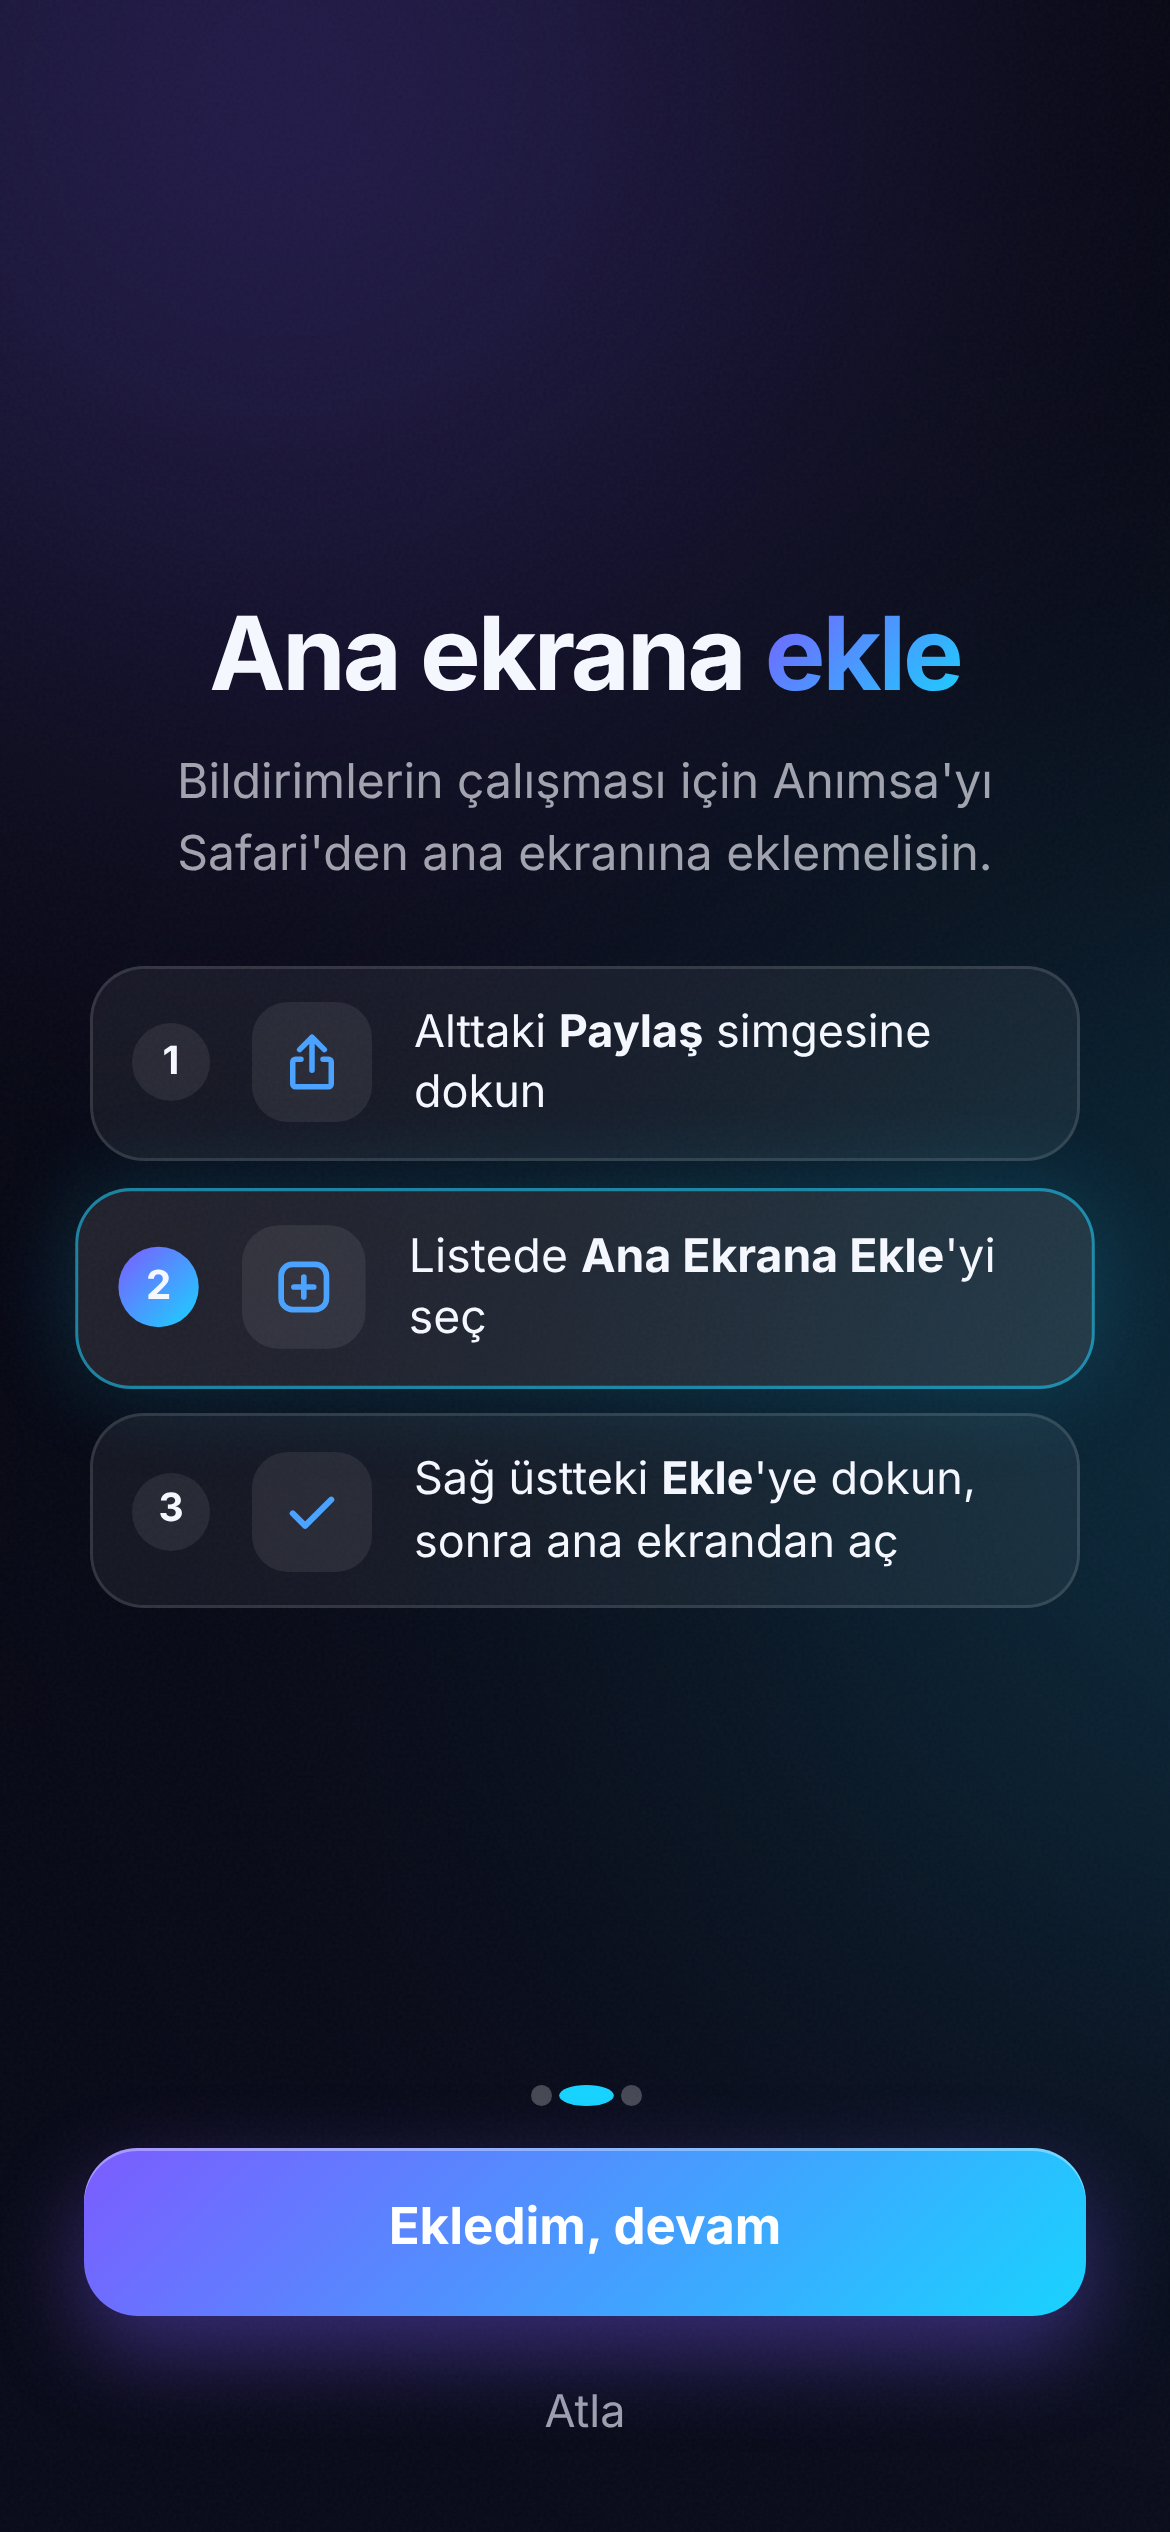 Ana ekrana ekle
Bildirimlerin çalışması için Anımsa'yı
Safari'den ana ekranına eklemelisin.
1
Alttaki Paylaş simgesine
dokun
2
Listede Ana Ekrana Ekle'yi
seç
3
Sağ üstteki Ekle'ye dokun,
sonra ana ekrandan aç
Ekledim, devam
Atla